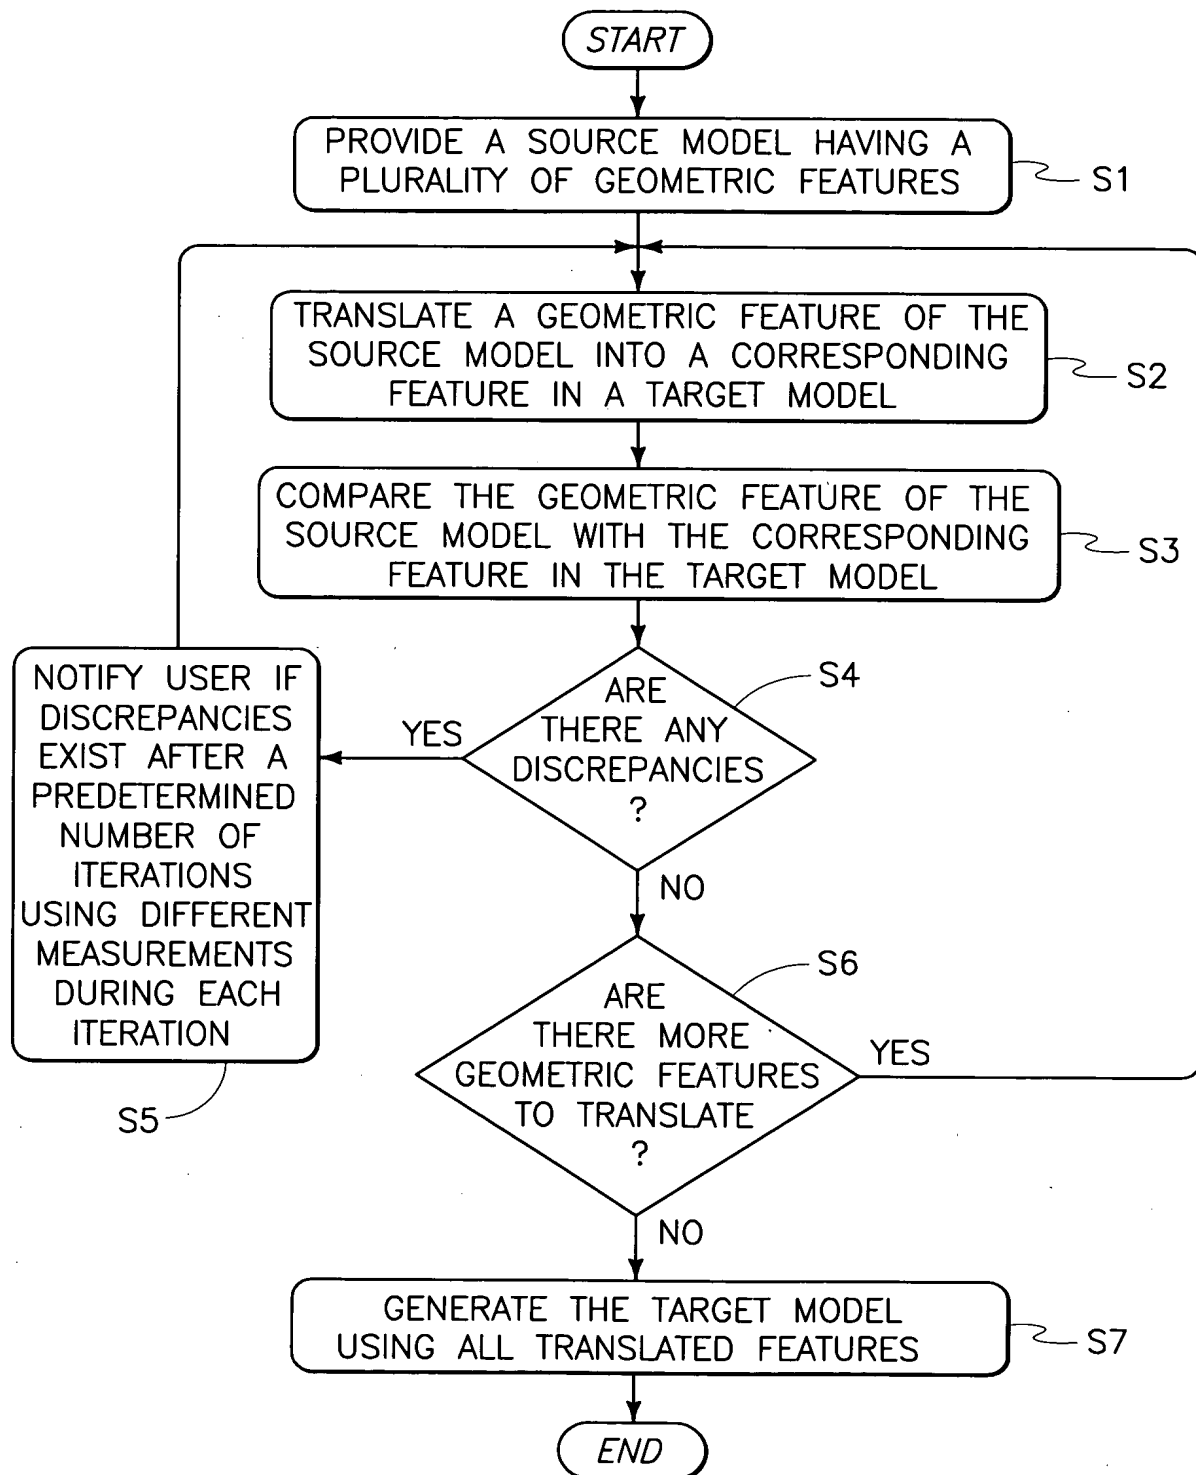 START
PROVIDE A SOURCE MODEL HAVING A
PLURALITY OF GEOMETRIC FEATURES
S1
TRANSLATE A GEOMETRIC FEATURE OF THE
SOURCE MODEL INTO A CORRESPONDING
FEATURE IN A TARGET MODEL
S2
COMPARE THE GEOMETRIC FEATURE OF THE
SOURCE MODEL WITH THE CORRESPONDING
FEATURE IN THE TARGET MODEL
S3
ARE
THERE ANY
DISCREPANCIES
?
S4
YES
NOTIFY USER IF
DISCREPANCIES
EXIST AFTER A
PREDETERMINED
NUMBER OF
ITERATIONS
USING DIFFERENT
MEASUREMENTS
DURING EACH
ITERATION
S5
NO
ARE
THERE MORE
GEOMETRIC FEATURES
TO TRANSLATE
?
S6
YES
NO
GENERATE THE TARGET MODEL
USING ALL TRANSLATED FEATURES
S7
END